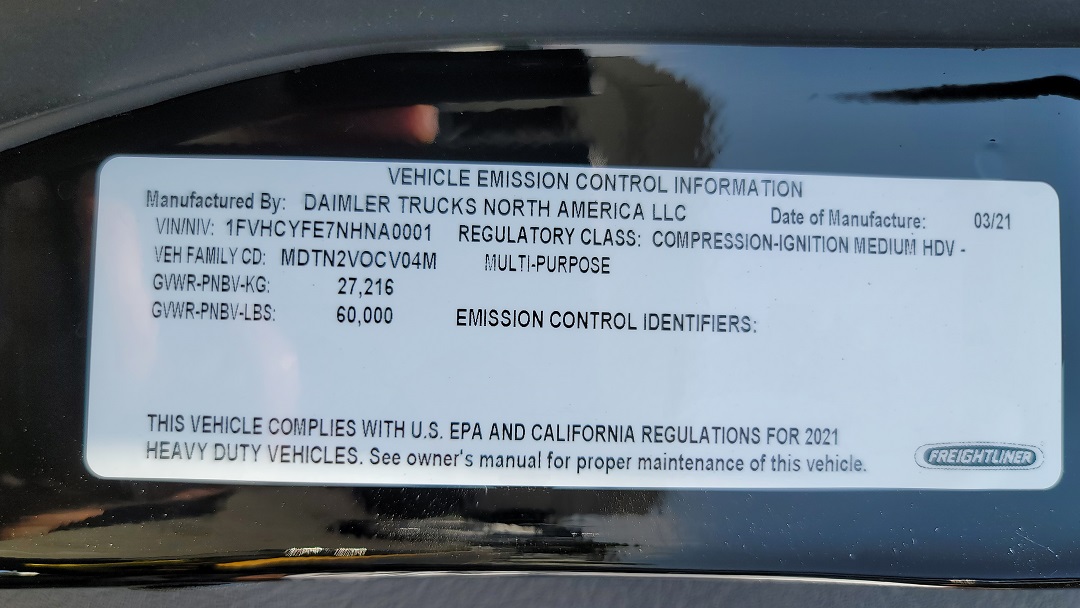 VEHICLE EMISSION CONTROL INFORMATION
Manufactured By: DAIMLER TRUCKS NORTH AMERICA LLC Date of Manufacture: 03/21
VIN/NIV: 1FVHCYFE7NHNA0001 REGULATORY CLASS: COMPRESSION-IGNITION MEDIUM HDV -
VEH FAMILY CD: MDTN2VOCV04M MULTI-PURPOSE
GVWR-PNBV-KG: 27,216
GVWR-PNBV-LBS: 60,000 EMISSION CONTROL IDENTIFIERS:
THIS VEHICLE COMPLIES WITH U.S. EPA AND CALIFORNIA REGULATIONS FOR 2021
HEAVY DUTY VEHICLES. See owner's manual for proper maintenance of this vehicle.
FREIGHTLINER